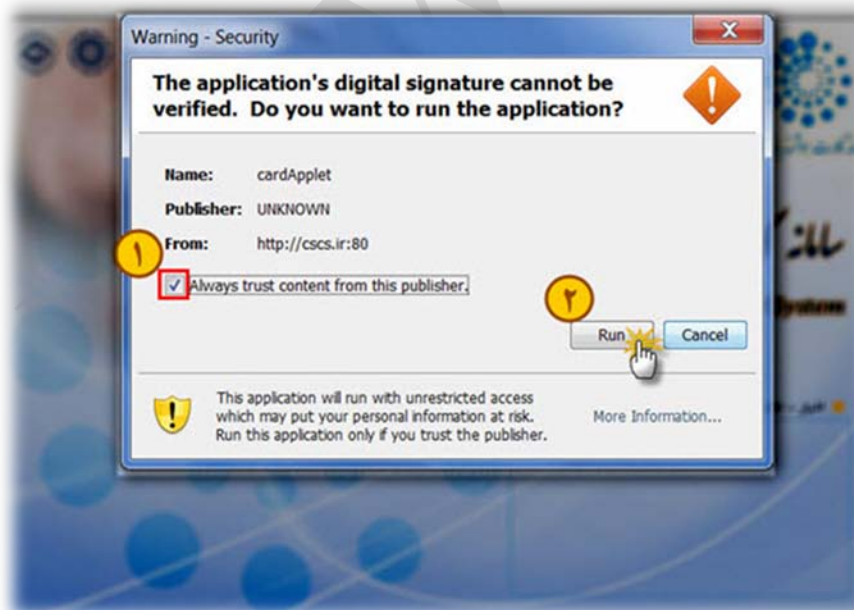 Warning - Security
The application's digital signature cannot be
verified. Do you want to run the application?
Name: cardApplet
Publisher: UNKNOWN
From: http://cscs.ir:80
۱
Always trust content from this publisher.
۲
Run
Cancel
This application will run with unrestricted access
which may put your personal information at risk.
Run this application only if you trust the publisher.
More Information...
System